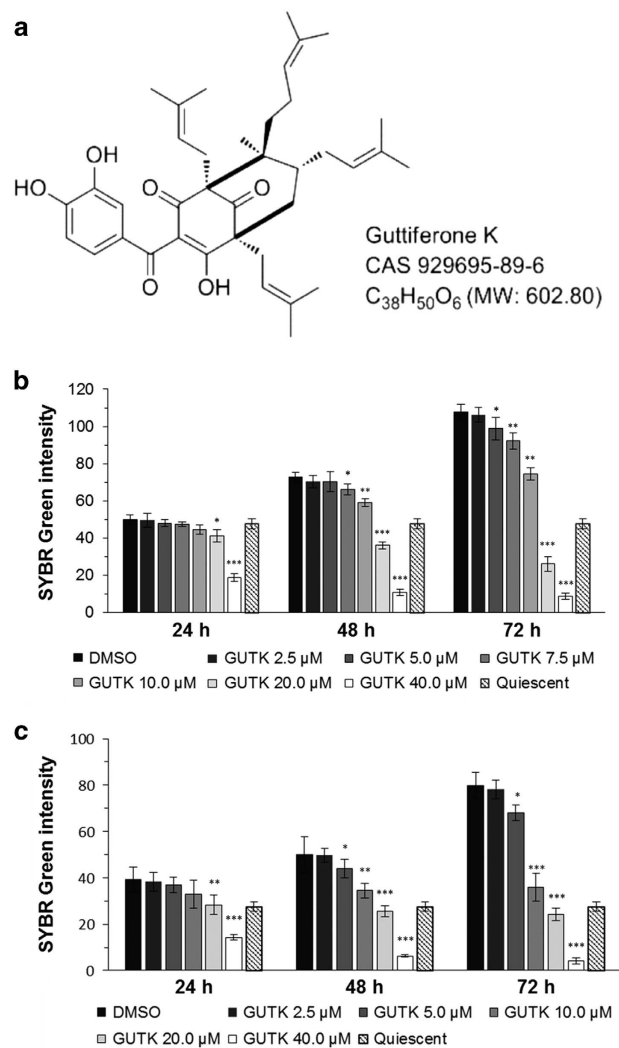 a
HO
OH
O
O
O
OH
Guttiferone K
CAS 929695-89-6
C38H50O6 (MW: 602.80)
b
SYBR Green intensity
120
100
80
60
40
20
0
*
***
*
**
***
***
*
**
**
***
***
24 h 48 h 72 h
DMSO GUTK 2.5 µM GUTK 5.0 µM GUTK 7.5 µM
GUTK 10.0 µM GUTK 20.0 µM GUTK 40.0 µM Quiescent
c
SYBR Green intensity
100
80
60
40
20
0
**
***
*
**
***
***
*
***
***
***
24 h 48 h 72 h
DMSO GUTK 2.5 µM GUTK 5.0 µM GUTK 10.0 µM
GUTK 20.0 µM GUTK 40.0 µM Quiescent